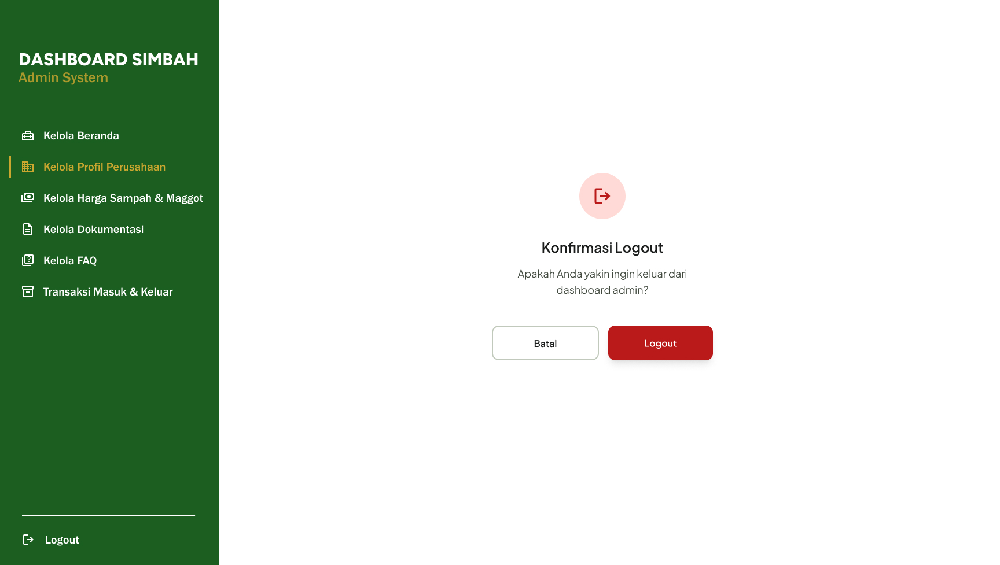 DASHBOARD SIMBAH
Admin System
Kelola Beranda
Kelola Profil Perusahaan
Kelola Harga Sampah & Maggot
Kelola Dokumentasi
Kelola FAQ
Transaksi Masuk & Keluar
Logout
Konfirmasi Logout
Apakah Anda yakin ingin keluar dari
dashboard admin?
Batal
Logout